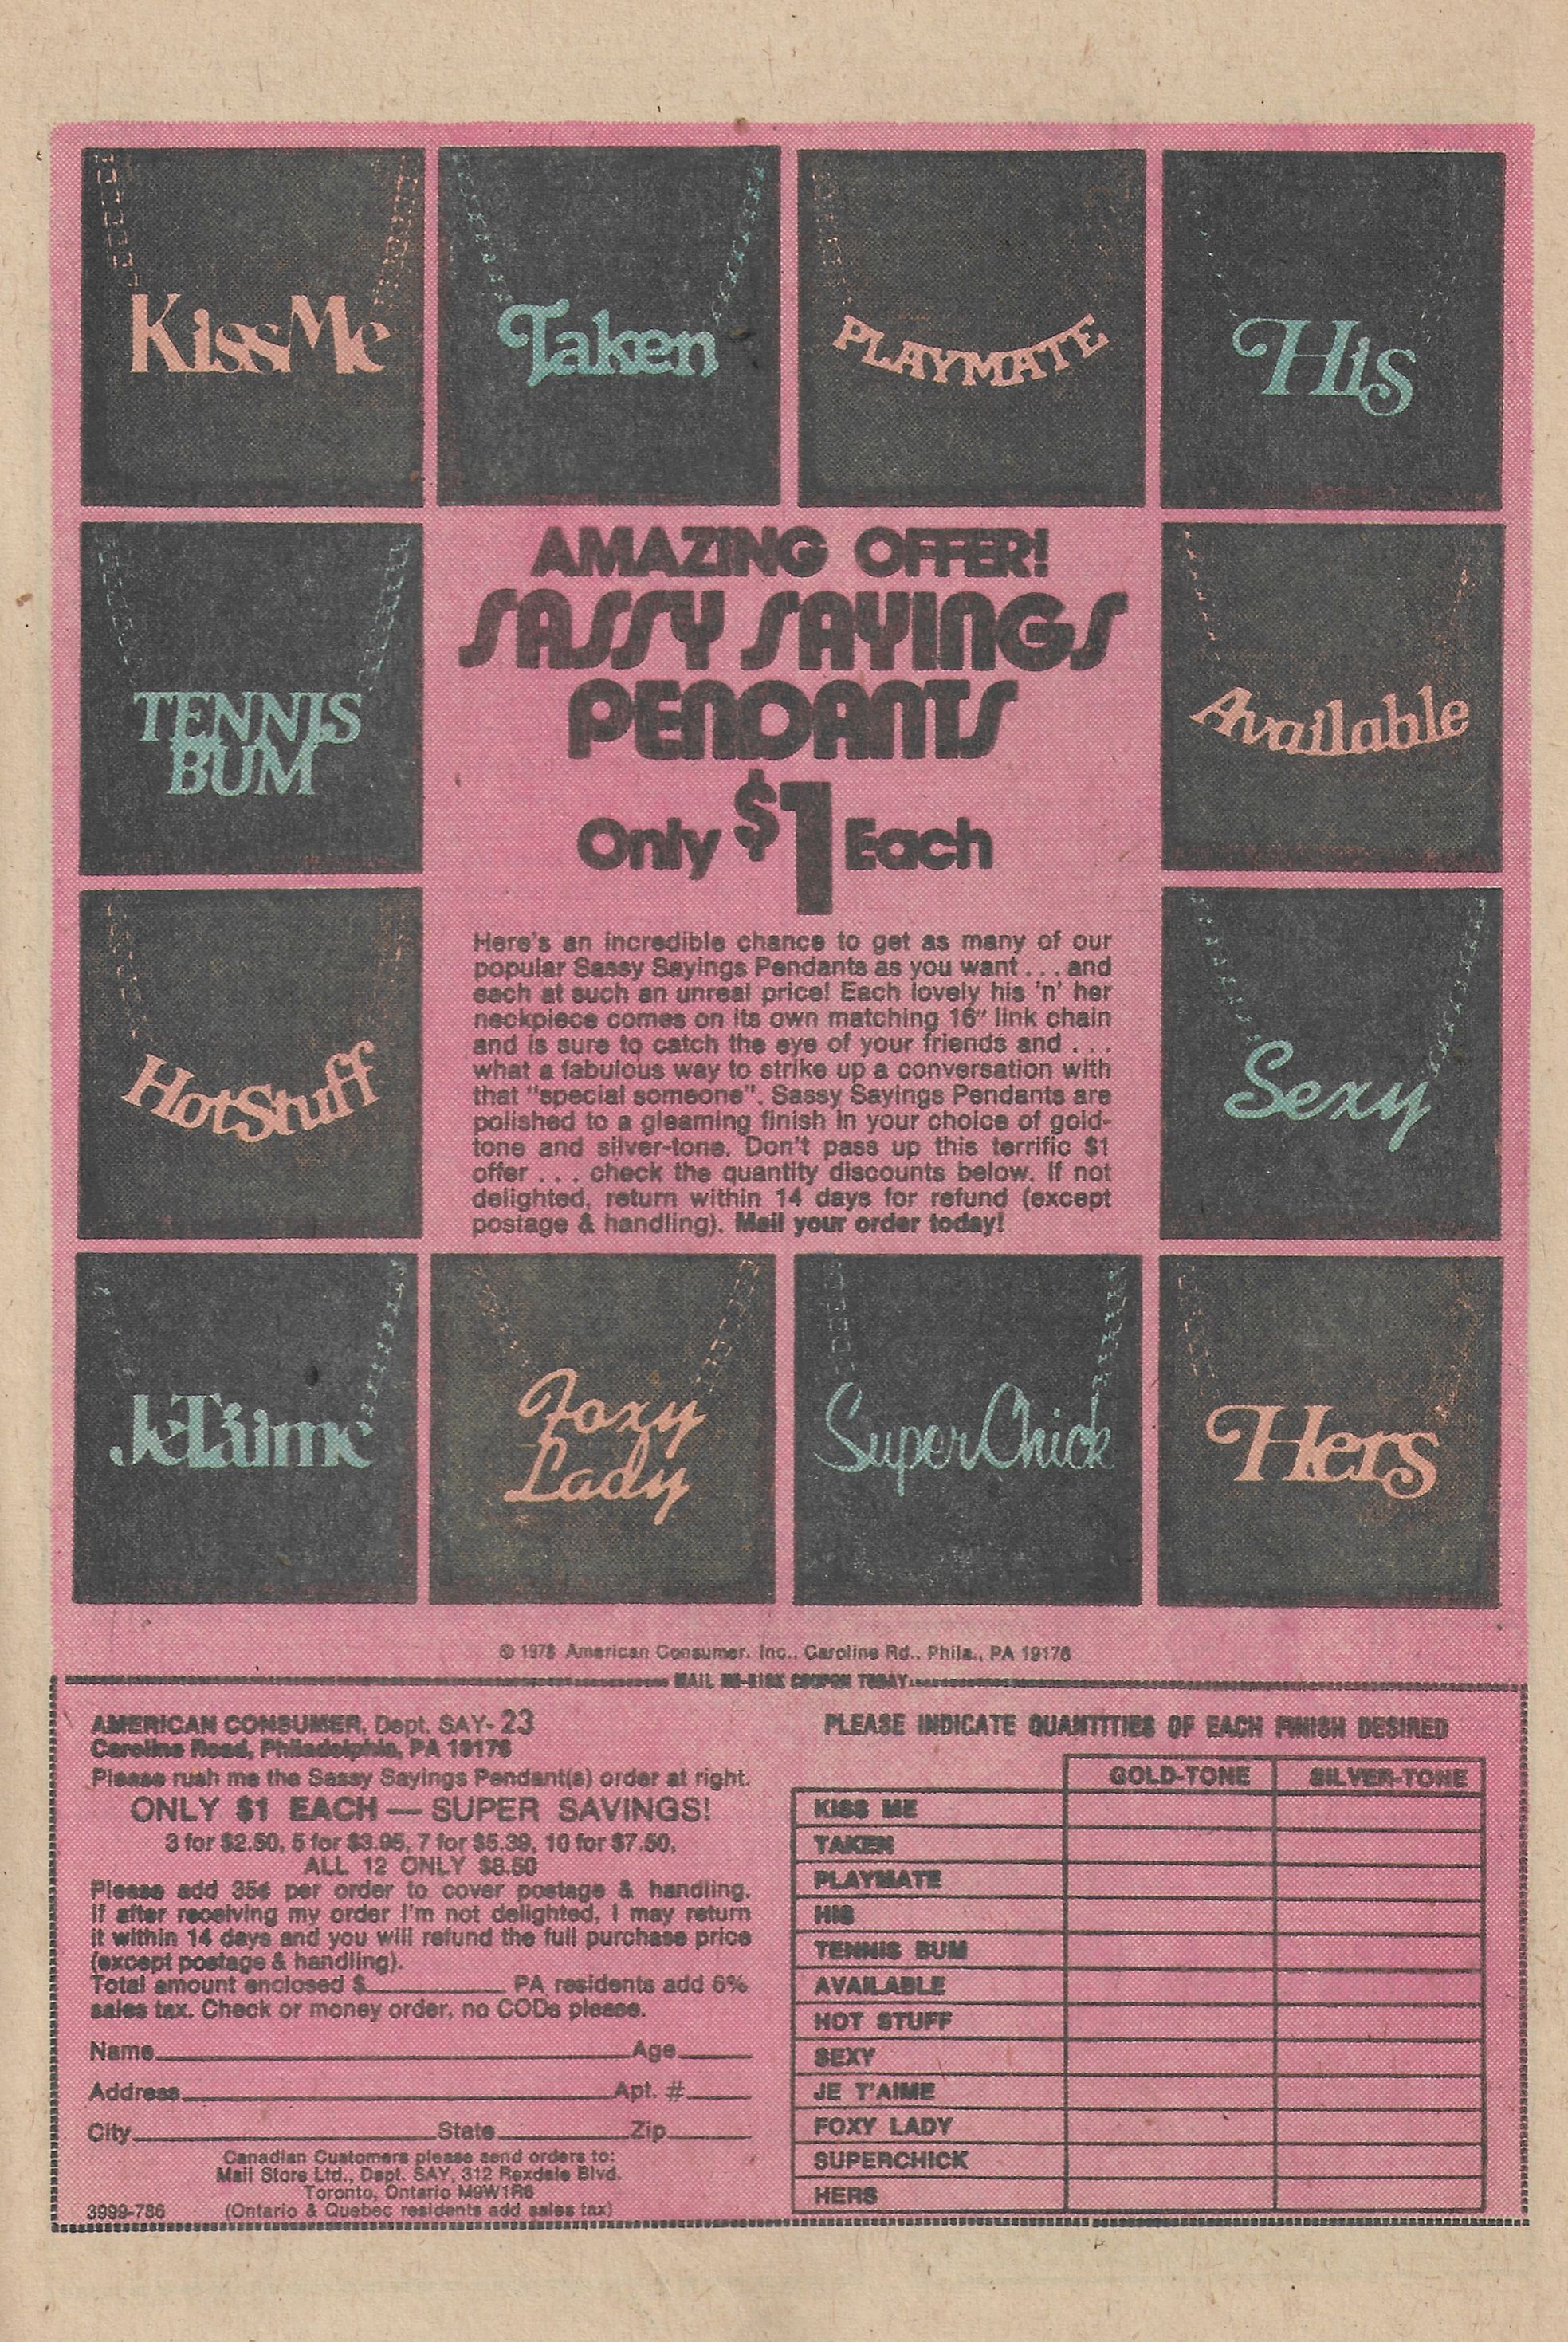 KissMe
Taken
PLAYMATE
His
TENNIS
BUM
AMAZING OFFER!
SASSY SAYINGS
PENDANTS
Only $1 Each
Available
HotStuff
Here's an incredible chance to get as many of our
popular Sassy Sayings Pendants as you want . . . and
each at such an unreal price! Each lovely his 'n' her
neckpiece comes on its own matching 16" link chain
and is sure to catch the eye of your friends and . . .
what a fabulous way to strike up a conversation with
that "special someone". Sassy Sayings Pendants are
polished to a gleaming finish in your choice of gold-
tone and silver-tone. Don't pass up this terrific $1
offer . . . check the quantity discounts below. If not
delighted, return within 14 days for refund (except
postage & handling). Mail your order today!
Sexy
JeT'aime
Foxy
Lady
SuperChick
Hers
© 1978 American Consumer, Inc., Caroline Rd., Phila., PA 19176
MAIL NO-RISK COUPON TODAY
AMERICAN CONSUMER, Dept. SAY-23
Caroline Road, Philadelphia, PA 19176
Please rush me the Sassy Sayings Pendant(s) order at right.
ONLY $1 EACH — SUPER SAVINGS!
3 for $2.50, 5 for $3.95, 7 for $5.39, 10 for $7.50,
ALL 12 ONLY $8.50
Please add 35¢ per order to cover postage & handling.
If after receiving my order I'm not delighted, I may return
it within 14 days and you will refund the full purchase price
(except postage & handling).
Total amount enclosed $ PA residents add 6%
sales tax. Check or money order, no CODs please.
Name Age
Address Apt. #
City State Zip
Canadian Customers please send orders to:
Mail Store Ltd., Dept. SAY, 312 Rexdale Blvd.
Toronto, Ontario M9W1R6
3999-786 (Ontario & Quebec residents add sales tax)
PLEASE INDICATE QUANTITIES OF EACH FINISH DESIRED
GOLD-TONE SILVER-TONE
KISS ME
TAKEN
PLAYMATE
HIS
TENNIS BUM
AVAILABLE
HOT STUFF
SEXY
JE T'AIME
FOXY LADY
SUPERCHICK
HERS